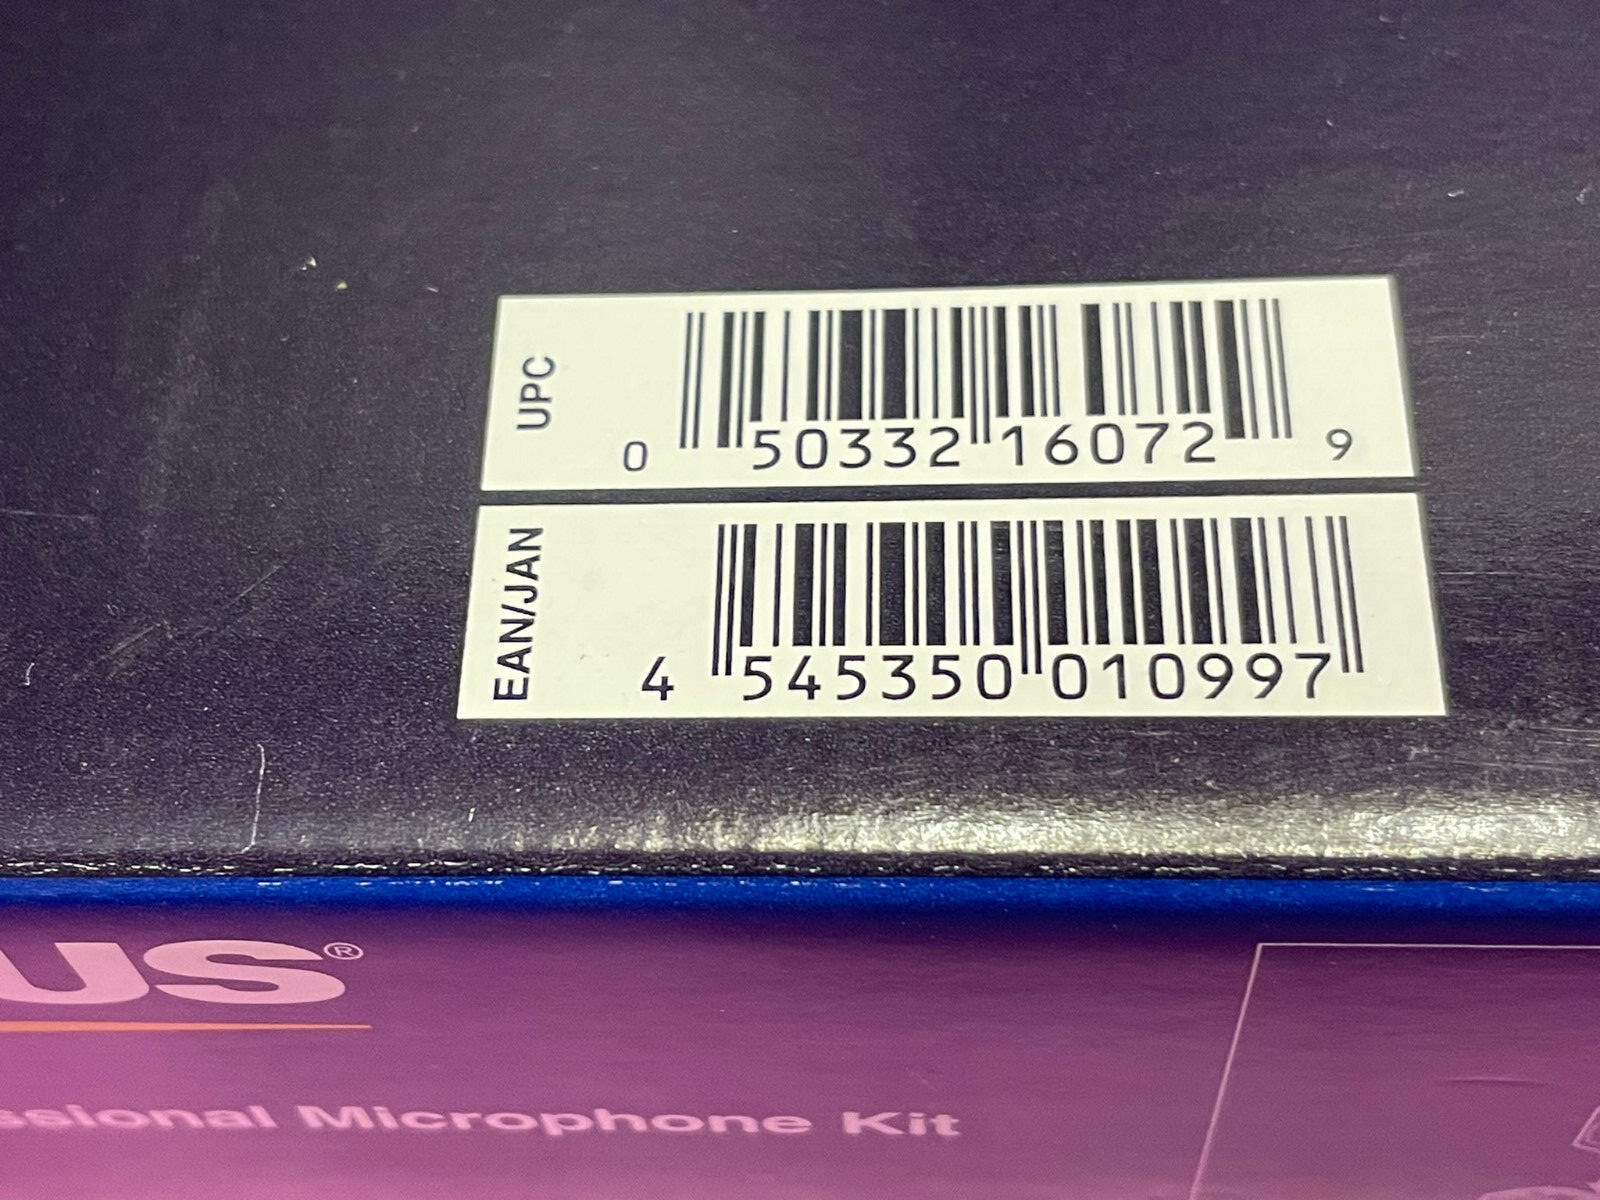 UPC
0 50332 16072 9
EAN/JAN
4 545350 010997
us®
ssional Microphone Kit